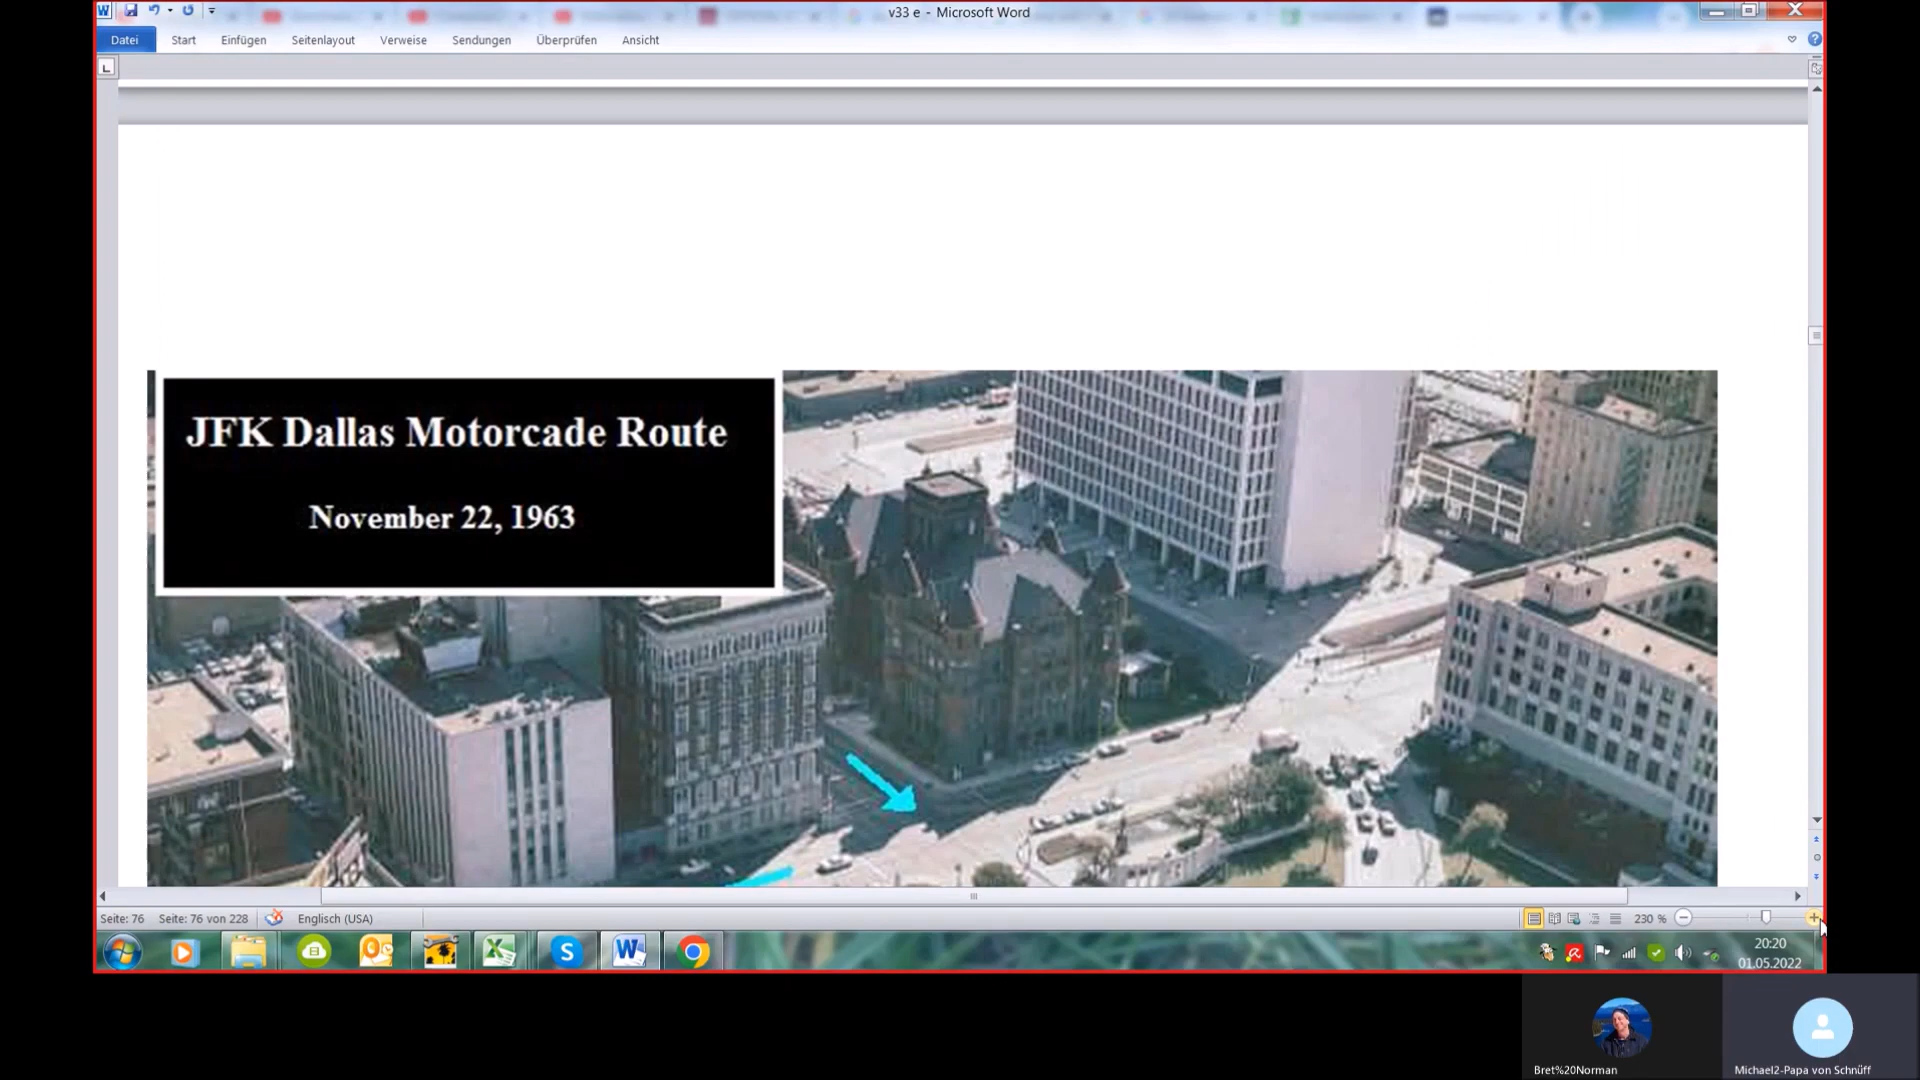 v33 e - Microsoft Word
Datei Start Einfügen Seitenlayout Verweise Sendungen Überprüfen Ansicht
JFK Dallas Motorcade Route
November 22, 1963
Seite: 76 Seite: 76 von 228 Englisch (USA) 230 %
20:20
01.05.2022
Bret%20Norman Michael2-Papa von Schnüff